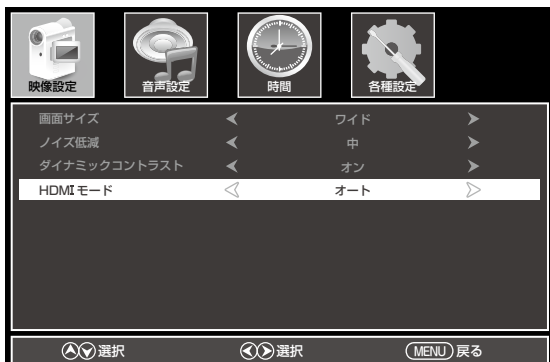 映像設定 音声設定 時間 各種設定
画面サイズ ワイド
ノイズ低減 中
ダイナミックコントラスト オン
HDMIモード オート
選択 選択 MENU 戻る